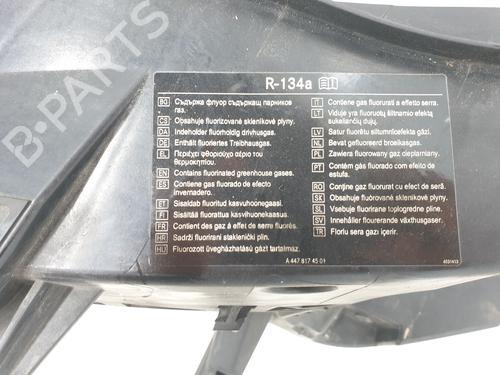 B-PARTS
R-134a
BG Съдържа флуор съдържащ парников
газ.
CS Obsahuje fluorizované skleníkové plyny.
DA Indeholder fluorholdig drivhusgas.
DE Enthält fluoriertes Treibhausgas.
EL Περιέχει φθοριούχο αέριο του
θερμοκηπίου.
EN Contains fluorinated greenhouse gases.
ES Contiene gas fluorado de efecto
invernadero.
ET Sisaldab fluoritud kasvuhoonegaasi.
FI Sisältää fluorattua kasvihuonekaasua.
FR Contient des gaz à effet de serre fluorés.
HR Sadrži fluorirani staklenički plin.
HU Fluorozott üvegházhatású gázt tartalmaz.
IT Contiene gas fluorurati a effetto serra.
LT Viduje yra fluoruotų šiltnamio efektą
sukeliančių dujų.
LV Satur fluorētu siltumnīcefekta gāzi.
NL Bevat gefluoreerd broeikasgas.
PL Zawiera fluorowany gaz cieplarniany.
PT Contém gás fluorado com efeito de
estufa.
RO Conţine gaz fluorurat cu efect de seră.
SK Obsahuje fluórované skleníkové plyny.
SL Vsebuje fluorirane toplogredne pline.
SV Innehåller fluorerande växthusgaser.
TR Florlu sera gazı içerir.
A 447 817 45 01